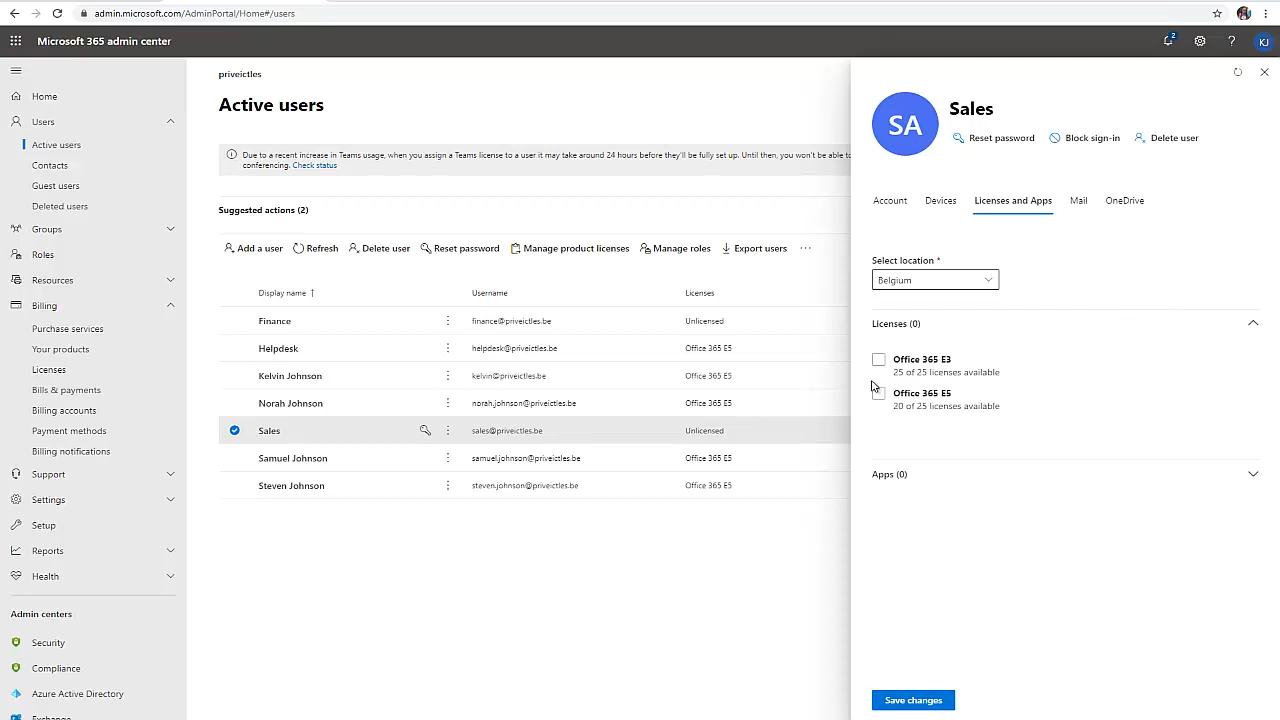 admin.microsoft.com/AdminPortal/Home#/users
Microsoft 365 admin center
2
KJ
Home
Users
Active users
Contacts
Guest users
Deleted users
Groups
Roles
Resources
Billing
Purchase services
Your products
Licenses
Bills & payments
Billing accounts
Payment methods
Billing notifications
Support
Settings
Setup
Reports
Health
Admin centers
Security
Compliance
Azure Active Directory
Exchange
priveictles
Active users
Due to a recent increase in Teams usage, when you assign a Teams license to a user it may take around 24 hours before they'll be fully set up. Until then, you won't be able to
conferencing. Check status
Suggested actions (2)
Add a user Refresh Delete user Reset password Manage product licenses Manage roles Export users ...
Display name ↑ Username Licenses
Finance finance@priveictles.be Unlicensed
Helpdesk helpdesk@priveictles.be Office 365 E5
Kelvin Johnson kelvin@priveictles.be Office 365 E5
Norah Johnson norah.johnson@priveictles.be Office 365 E5
Sales sales@priveictles.be Unlicensed
Samuel Johnson samuel.johnson@priveictles.be Office 365 E5
Steven Johnson steven.johnson@priveictles.be Office 365 E5
SA
Sales
Reset password Block sign-in Delete user
Account Devices Licenses and Apps Mail OneDrive
Select location *
Belgium
Licenses (0)
Office 365 E3
25 of 25 licenses available
Office 365 E5
20 of 25 licenses available
Apps (0)
Save changes